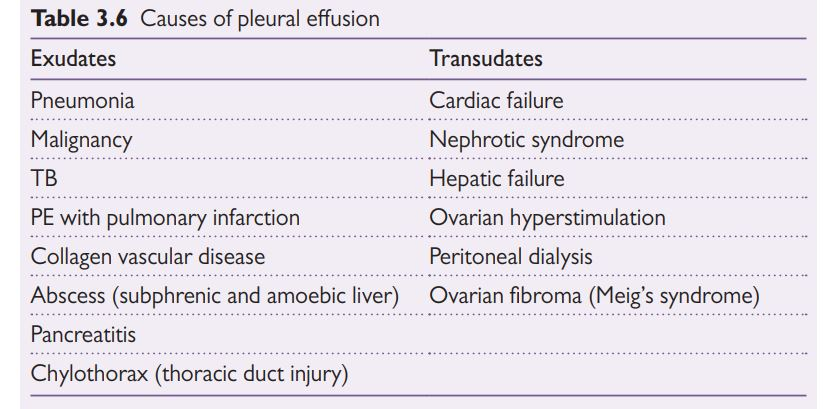 Table 3.6 Causes of pleural effusion
Exudates Transudates
Pneumonia Cardiac failure
Malignancy Nephrotic syndrome
TB Hepatic failure
PE with pulmonary infarction Ovarian hyperstimulation
Collagen vascular disease Peritoneal dialysis
Abscess (subphrenic and amoebic liver) Ovarian fibroma (Meig’s syndrome)
Pancreatitis
Chylothorax (thoracic duct injury)